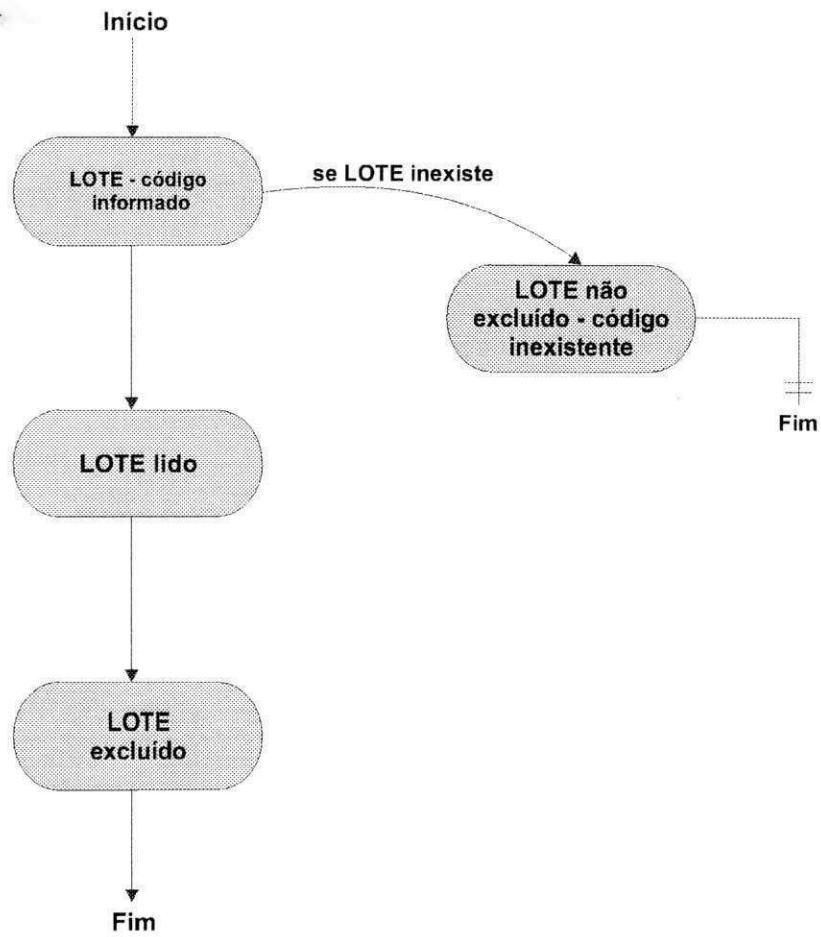 Início
LOTE - código
informado
se LOTE inexiste
LOTE não
excluído - código
inexistente
Fim
LOTE lido
LOTE
excluído
Fim